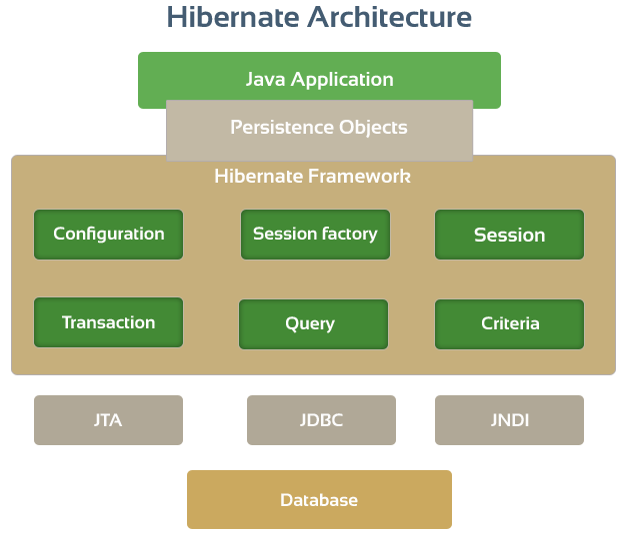 Hibernate Architecture
Java Application
Persistence Objects
Hibernate Framework
Configuration
Session factory
Session
Transaction
Query
Criteria
JTA
JDBC
JNDI
Database